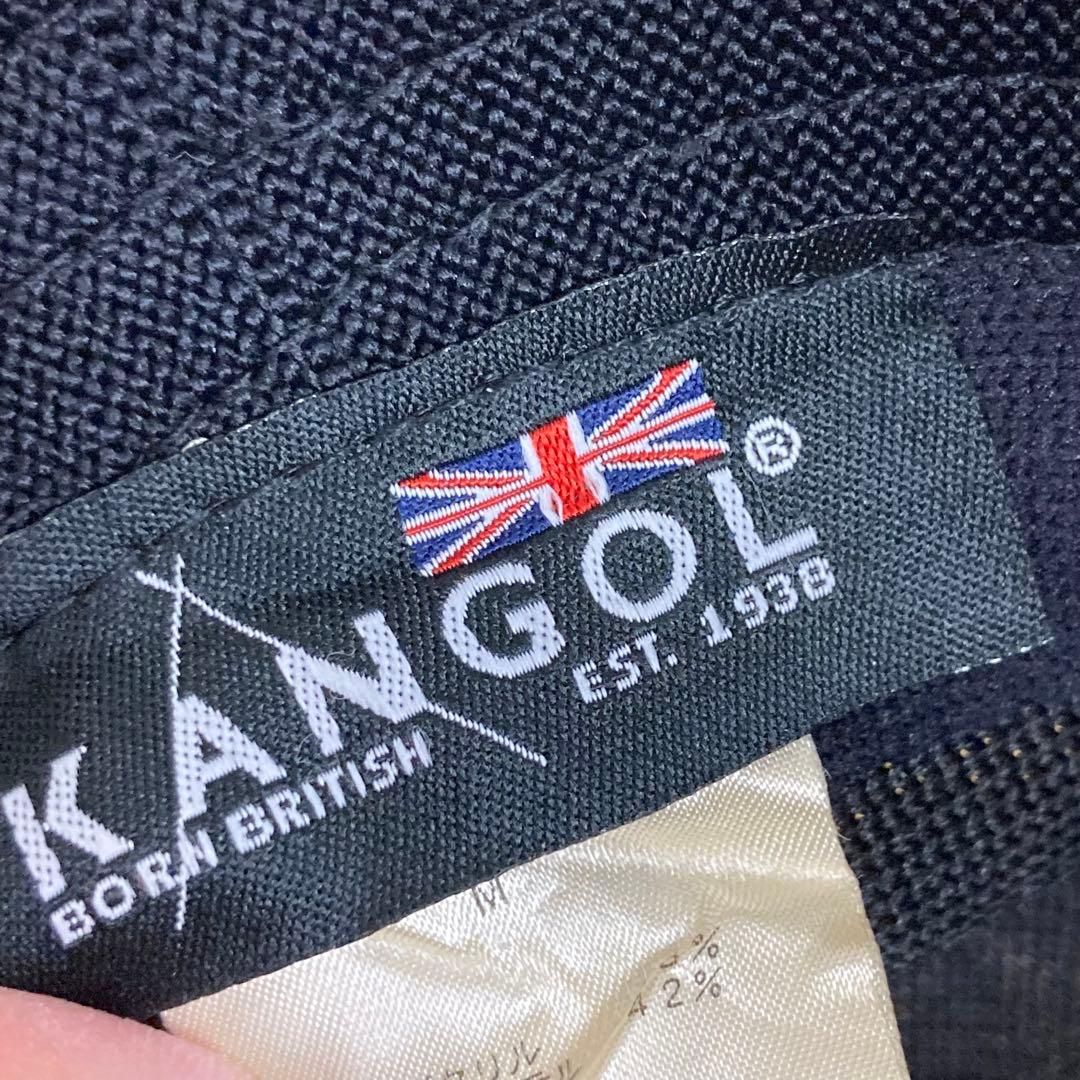 KANGOL®
EST. 1938
BORN BRITISH
M
42%